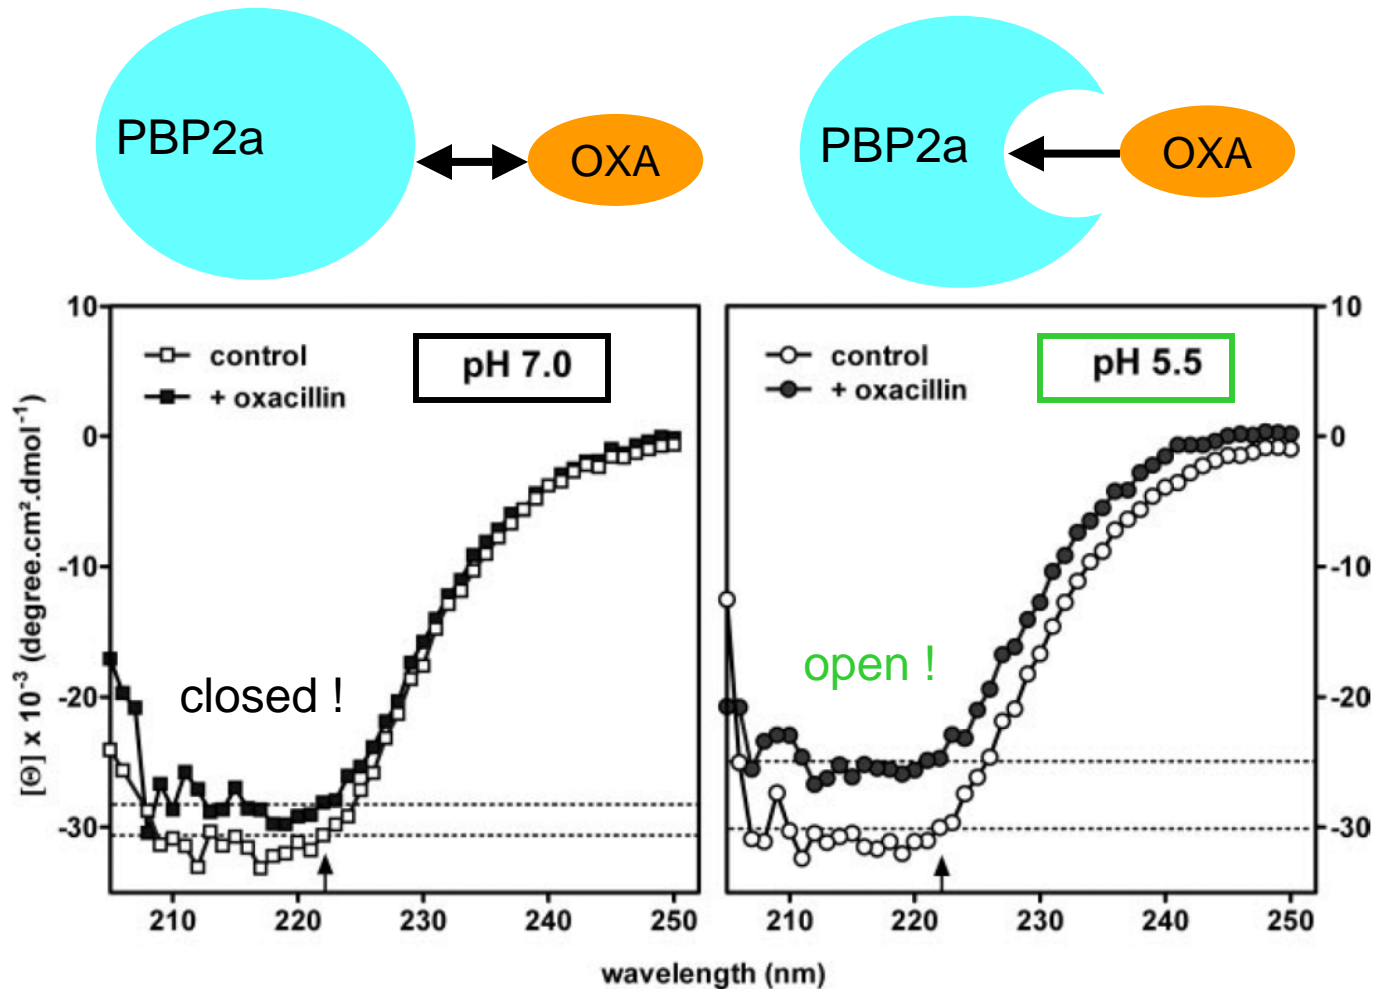 PBP2a
OXA
PBP2a
OXA
10
0
-10
-20
-30
[Θ] x 10⁻³ (degree.cm².dmol⁻¹)
control
+ oxacillin
pH 7.0
closed !
210
220
230
240
250
control
+ oxacillin
pH 5.5
open !
10
0
-10
-20
-30
210
220
230
240
250
wavelength (nm)